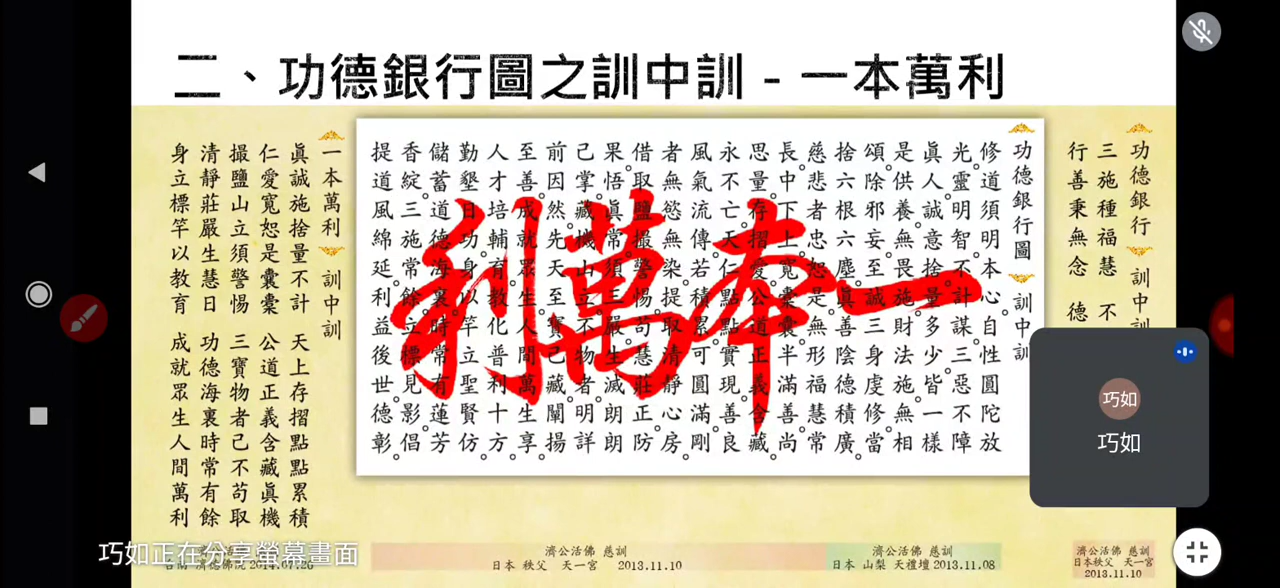 二、功德銀行圖之訓中訓－一本萬利
功德銀行 訓中訓
三施種福慧 不
行善秉無念 德
功德銀行圖 訓中訓
修道須明本心自性圓陀放
光靈明智不計謀三惡不障
眞人誠意捨量多少皆一樣
是供養無畏施財法施無相
頌除邪妄至誠三身虔修當
捨六根六塵眞善陰德積廣
慈悲者忠恕是無形福慧常
長中下上寬囊囊半滿善尚
思量存摺愛公道正義含藏
永不亡天仁點點實現善良
風氣流傳若積累可圓滿剛
者無慾無染提取清靜心房
借取鹽撮警惕苟慧莊正防
果悟眞常須三嚴生滅朗朗
己掌藏機山立不物者明詳
前因然先天至寶己藏闡揚
至善成就眾生人間萬生享
人才培輔育教化普利十方
勤墾日功身以竿立聖賢仿
儲蓄道德海裏時常有蓮芳
香綻三施常餘立標見影倡
提道風綿延利益後世德彰
一本萬利
一本萬利 訓中訓
眞誠施捨量不計 天上存摺點點累積
仁愛寬恕是囊囊 公道正義含藏眞機
撮鹽山立須警惕 三寶物者己不苟取
清靜莊嚴生慧日 功德海裏時常有餘
身立標竿以教育 成就眾生人間萬利
巧如
巧如
巧如正在分享螢幕畫面
濟公活佛 慈訓
日本 秩父 天一宮 2013.11.10
濟公活佛 慈訓
日本 山梨 天禮壇 2013.11.08
濟公活佛 慈訓
日本 秩父 天一宮
2013.11.10